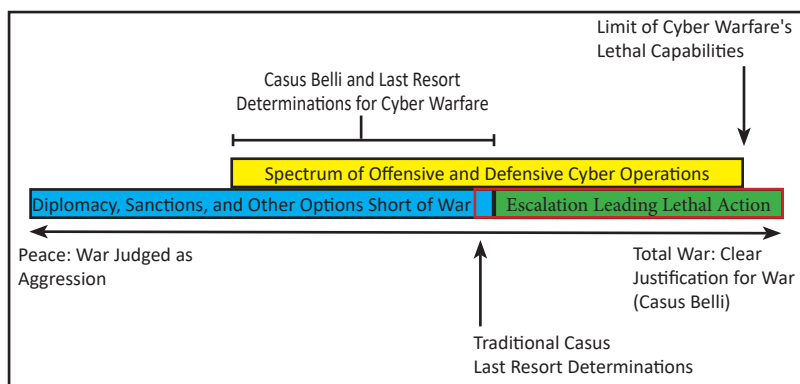 Limit of Cyber Warfare's
Lethal Capabilities
Casus Belli and Last Resort
Determinations for Cyber Warfare
Spectrum of Offensive and Defensive Cyber Operations
Diplomacy, Sanctions, and Other Options Short of War
Escalation Leading Lethal Action
Peace: War Judged as
Aggression
Total War: Clear
Justification for War
(Casus Belli)
Traditional Casus
Last Resort Determinations